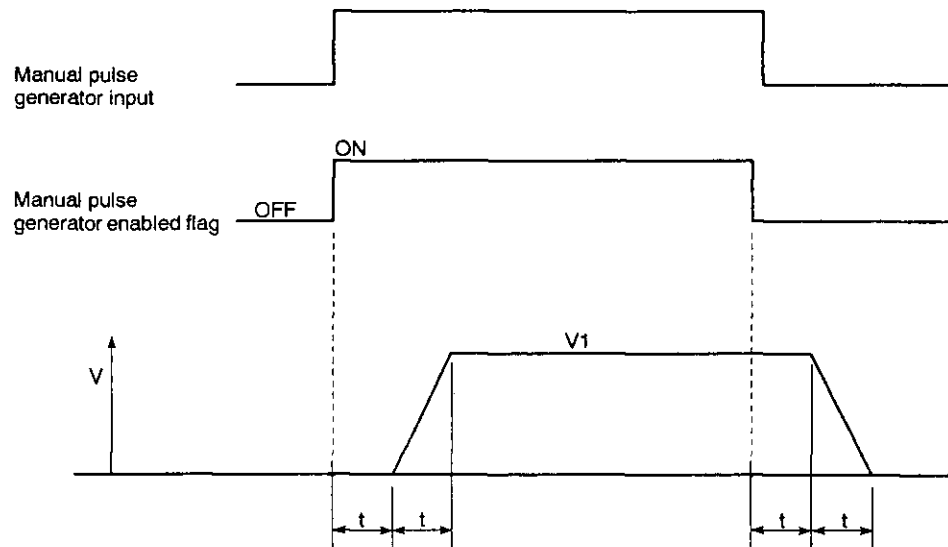 Manual pulse
generator input
ON
Manual pulse
generator enabled flag
OFF
V1
V
t
t
t
t